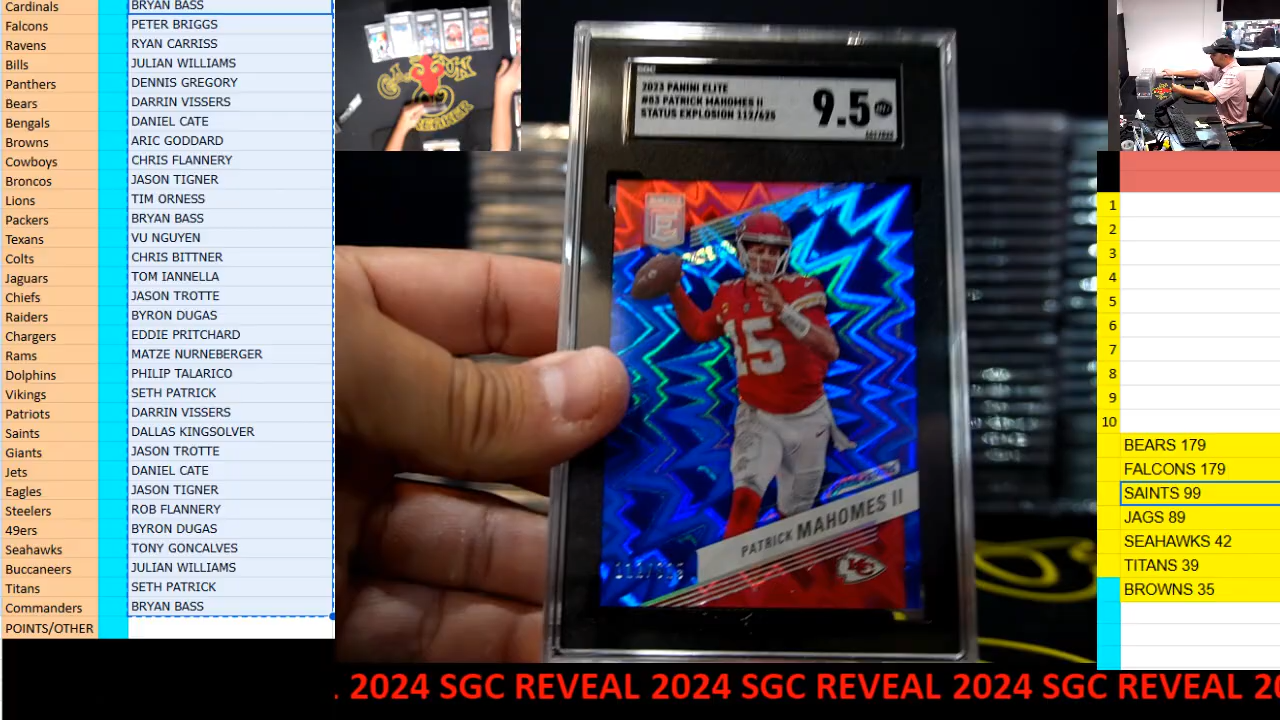 Cardinals BRYAN BASS
Falcons PETER BRIGGS
Ravens RYAN CARRISS
Bills JULIAN WILLIAMS
Panthers DENNIS GREGORY
Bears DARRIN VISSERS
Bengals DANIEL CATE
Browns ARIC GODDARD
Cowboys CHRIS FLANNERY
Broncos JASON TIGNER
Lions TIM ORNESS
Packers BRYAN BASS
Texans VU NGUYEN
Colts CHRIS BITTNER
Jaguars TOM IANNELLA
Chiefs JASON TROTTE
Raiders BYRON DUGAS
Chargers EDDIE PRITCHARD
Rams MATZE NURNEBERGER
Dolphins PHILIP TALARICO
Vikings SETH PATRICK
Patriots DARRIN VISSERS
Saints DALLAS KINGSOLVER
Giants JASON TROTTE
Jets DANIEL CATE
Eagles JASON TIGNER
Steelers ROB FLANNERY
49ers BYRON DUGAS
Seahawks TONY GONCALVES
Buccaneers JULIAN WILLIAMS
Titans SETH PATRICK
Commanders BRYAN BASS
POINTS/OTHER
SGC
2023 PANINI ELITE
#83 PATRICK MAHOMES II
STATUS EXPLOSION 112/625
9.5
ELITE
15
PATRICK MAHOMES II
KC
1
2
3
4
5
6
7
8
9
10
BEARS 179
FALCONS 179
SAINTS 99
JAGS 89
SEAHAWKS 42
TITANS 39
BROWNS 35
. 2024 SGC REVEAL 2024 SGC REVEAL 2024 SGC REVEAL 20